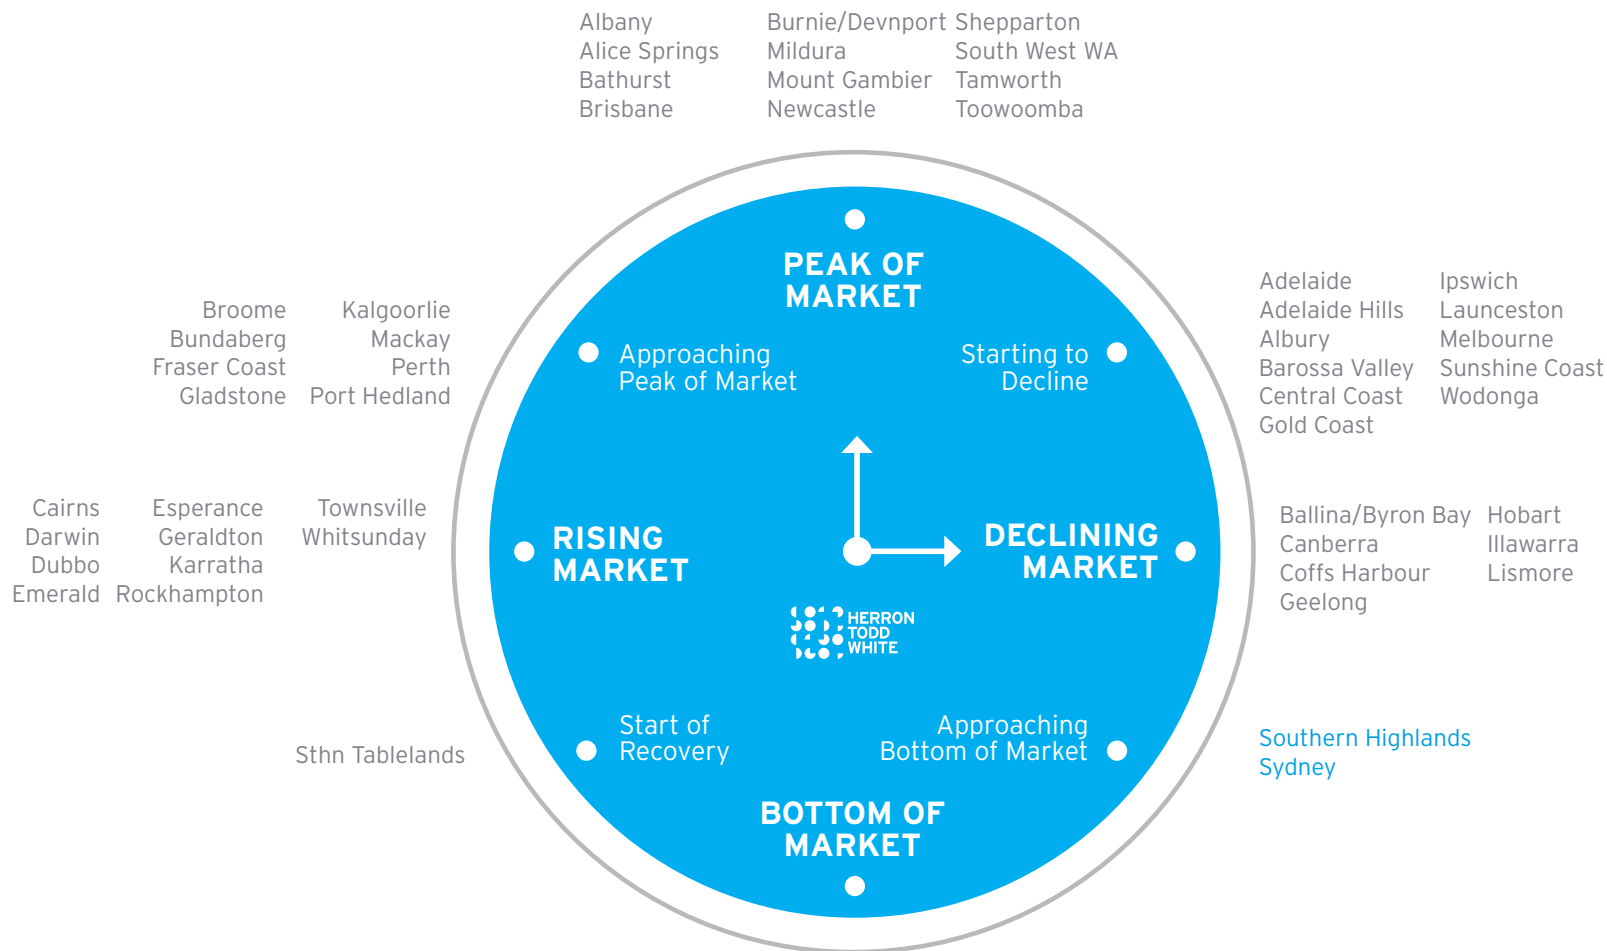 Albany Burnie/Devnport Shepparton
Alice Springs Mildura South West WA
Bathurst Mount Gambier Tamworth
Brisbane Newcastle Toowoomba
PEAK OF
MARKET
Broome Kalgoorlie
Bundaberg Mackay
Fraser Coast Perth
Gladstone Port Hedland
Approaching
Peak of Market
Starting to
Decline
Adelaide Ipswich
Adelaide Hills Launceston
Albury Melbourne
Barossa Valley Sunshine Coast
Central Coast Wodonga
Gold Coast
Cairns Esperance Townsville
Darwin Geraldton Whitsunday
Dubbo Karratha
Emerald Rockhampton
RISING
MARKET
DECLINING
MARKET
Ballina/Byron Bay Hobart
Canberra Illawarra
Coffs Harbour Lismore
Geelong
HERRON
TODD
WHITE
Sthn Tablelands
Start of
Recovery
Approaching
Bottom of Market
Southern Highlands
Sydney
BOTTOM OF
MARKET